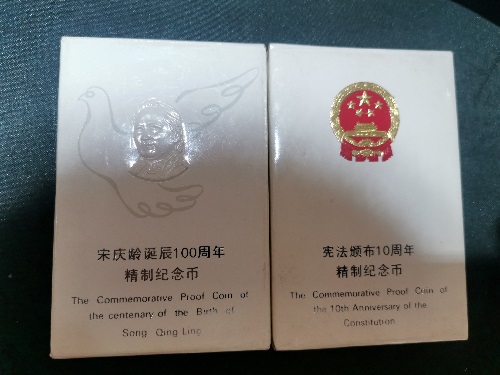 宋庆龄诞辰100周年
精制纪念币
The Commemorative Proof Coin of
the centenary of the Birth of
Song Qing Ling
宪法颁布10周年
精制纪念币
The Commemorative Proof Coin of
the 10th Anniversary of the
Constitution